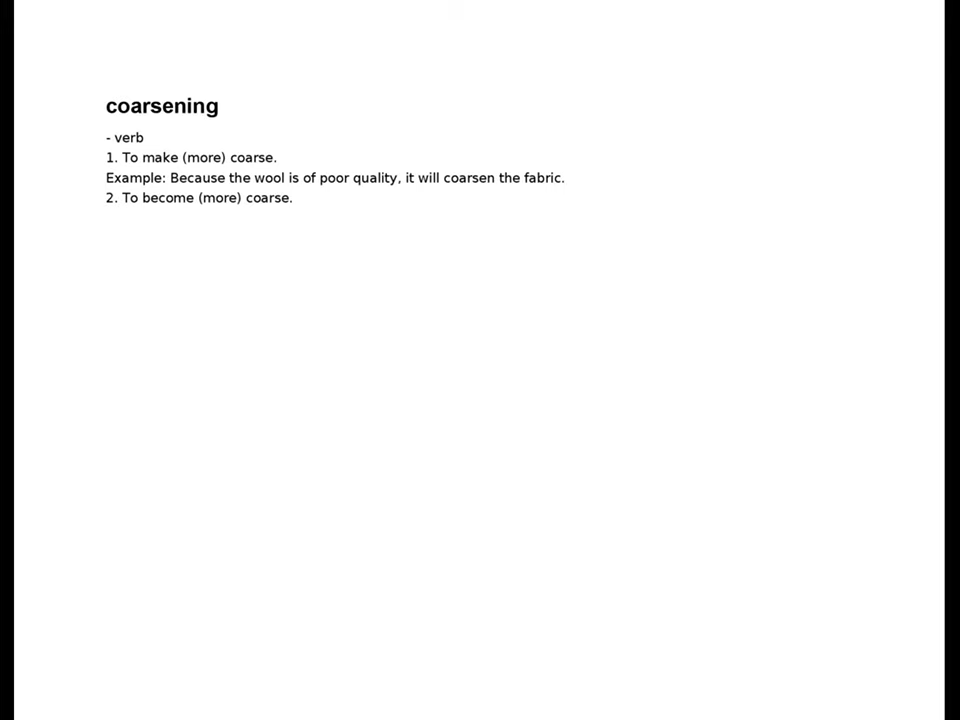 coarsening
- verb
1. To make (more) coarse.
Example: Because the wool is of poor quality, it will coarsen the fabric.
2. To become (more) coarse.